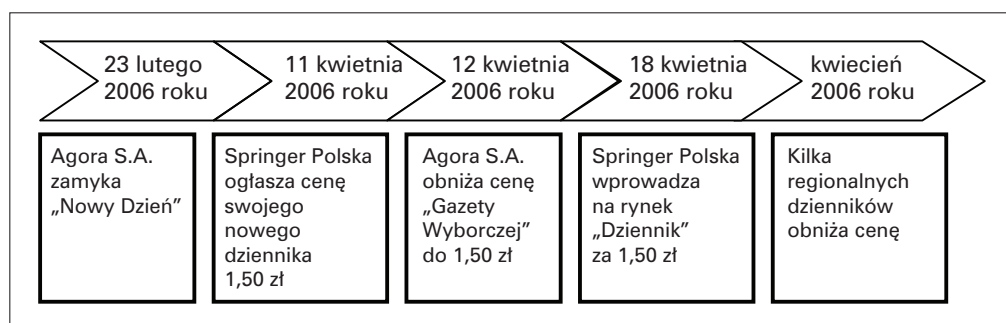 23 lutego
2006 roku
11 kwietnia
2006 roku
12 kwietnia
2006 roku
18 kwietnia
2006 roku
kwiecień
2006 roku
Agora S.A.
zamyka
„Nowy Dzień”
Springer Polska
ogłasza cenę
swojego
nowego
dziennika
1,50 zł
Agora S.A.
obniża cenę
„Gazety
Wyborczej”
do 1,50 zł
Springer Polska
wprowadza
na rynek
„Dziennik”
za 1,50 zł
Kilka
regionalnych
dzienników
obniża cenę